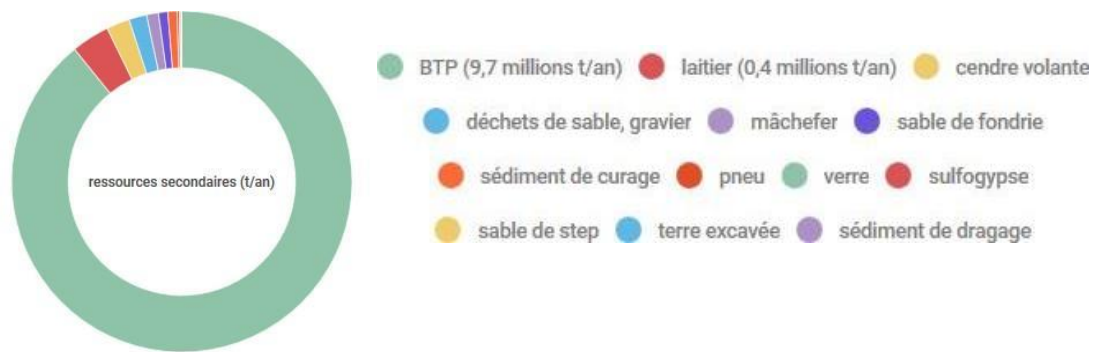 BTP (9,7 millions t/an) laitier (0,4 millions t/an) cendre volante
déchets de sable, gravier mâchefer sable de fondrie
ressources secondaires (t/an)
sédiment de curage pneu verre sulfogypse
sable de step terre excavée sédiment de dragage